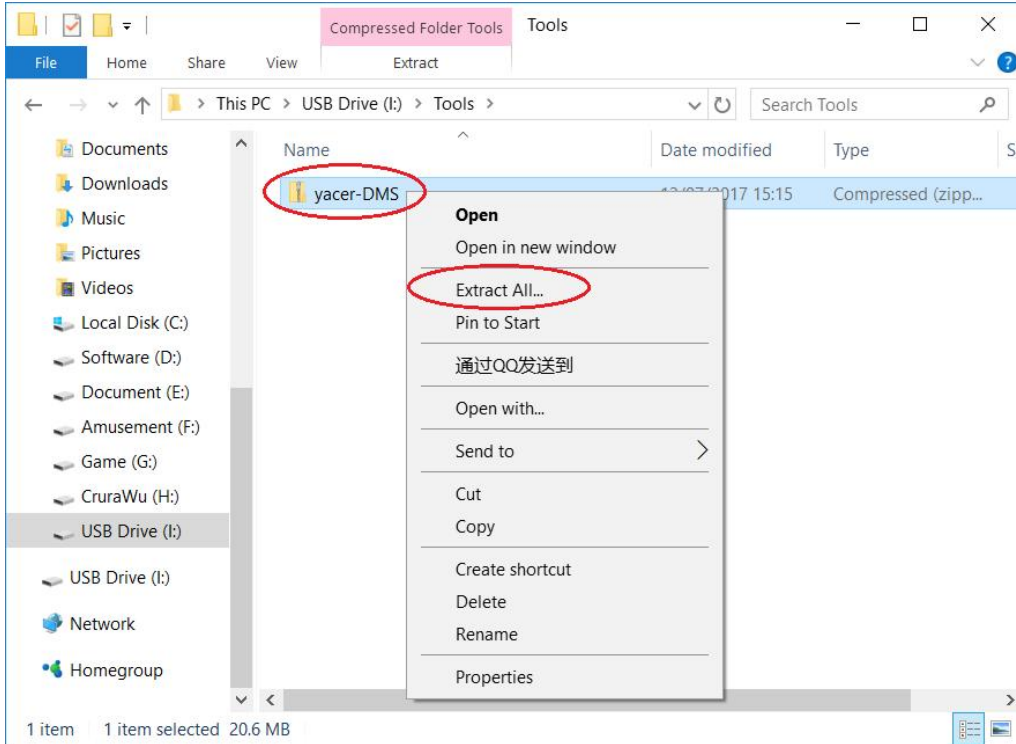 Compressed Folder Tools
Tools
File
Home
Share
View
Extract
This PC > USB Drive (I:) > Tools >
Search Tools
Documents
Downloads
Music
Pictures
Videos
Local Disk (C:)
Software (D:)
Document (E:)
Amusement (F:)
Game (G:)
CruraWu (H:)
USB Drive (I:)
USB Drive (I:)
Network
Homegroup
Name
Date modified
Type
S
yacer-DMS
017 15:15
Compressed (zipp...
Open
Open in new window
Extract All...
Pin to Start
通过QQ发送到
Open with...
Send to
Cut
Copy
Create shortcut
Delete
Rename
Properties
1 item
1 item selected 20.6 MB